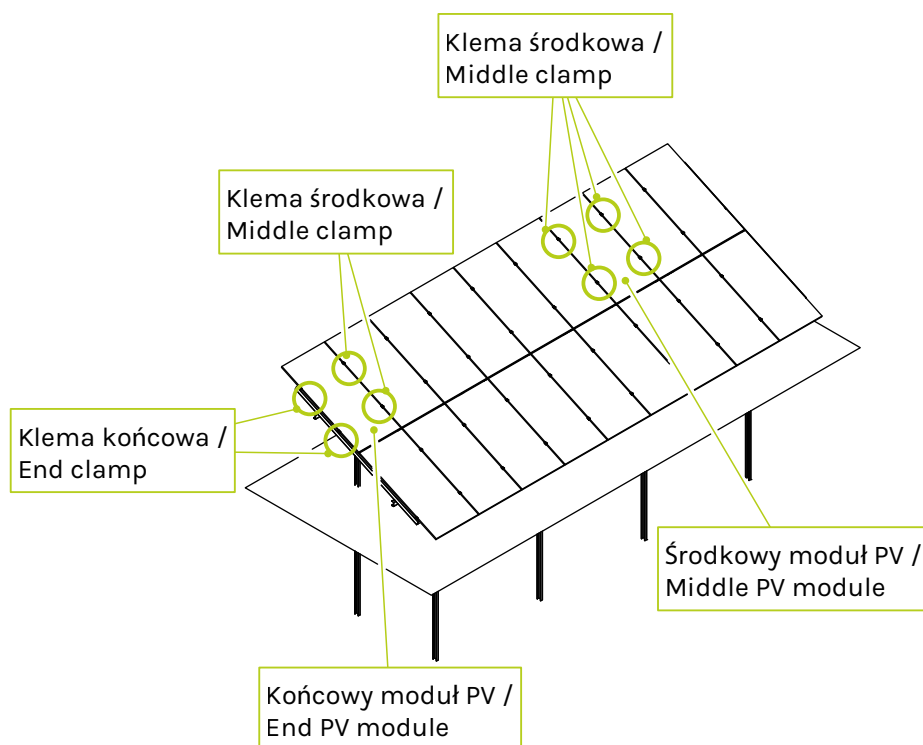 Klema środkowa /
Middle clamp
Klema środkowa /
Middle clamp
Klema końcowa /
End clamp
Środkowy moduł PV /
Middle PV module
Końcowy moduł PV /
End PV module